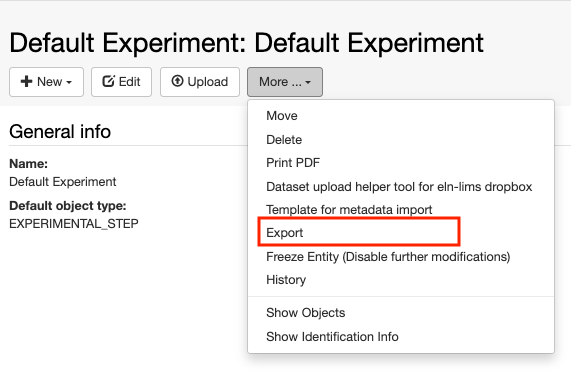 Default Experiment: Default Experiment
New
Edit
Upload
More ...
General info
Name:
Default Experiment
Default object type:
EXPERIMENTAL_STEP
Move
Delete
Print PDF
Dataset upload helper tool for eln-lims dropbox
Template for metadata import
Export
Freeze Entity (Disable further modifications)
History
Show Objects
Show Identification Info